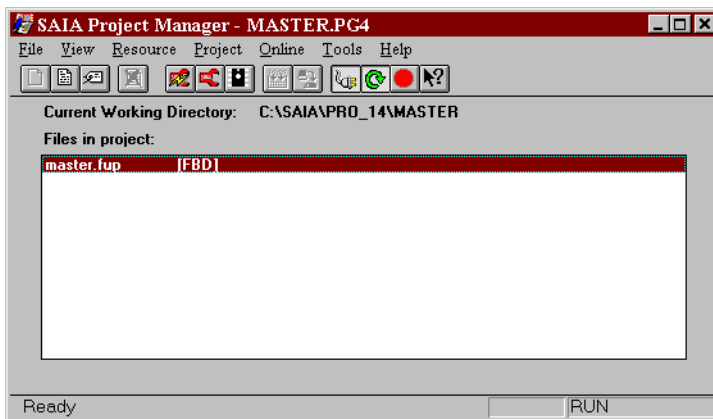 SAIA Project Manager - MASTER.PG4
File View Resource Project Online Tools Help
Current Working Directory: C:\SAIA\PRO_14\MASTER
Files in project:
master.fup [FBD]
Ready RUN